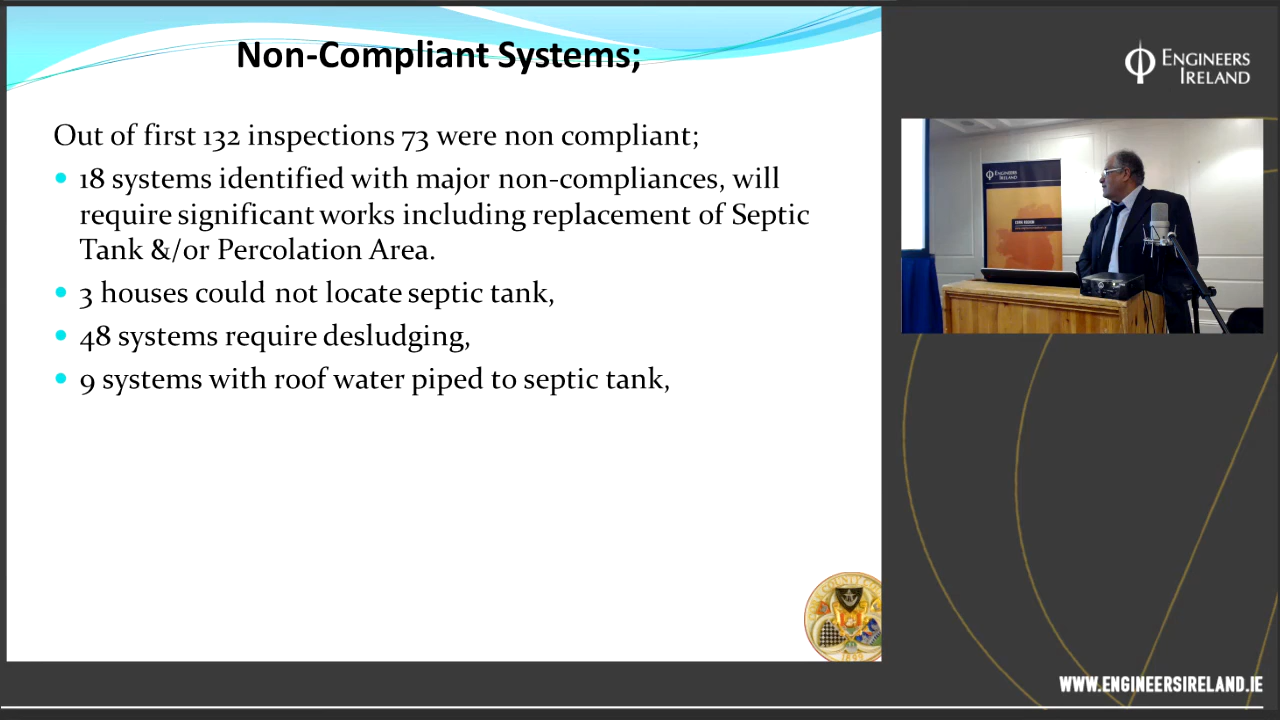 Non-Compliant Systems;
Out of first 132 inspections 73 were non compliant;
18 systems identified with major non-compliances, will
require significant works including replacement of Septic
Tank &/or Percolation Area.
3 houses could not locate septic tank,
48 systems require desludging,
9 systems with roof water piped to septic tank,
ENGINEERS
IRELAND
ENGINEERS
IRELAND
WWW.ENGINEERSIRELAND.IE